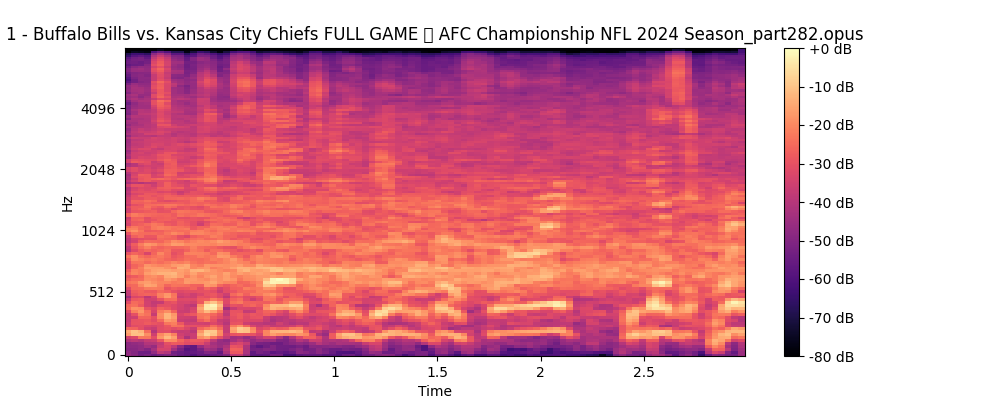 1 - Buffalo Bills vs. Kansas City Chiefs FULL GAME  AFC Championship NFL 2024 Season_part282.opus
+0 dB
-10 dB
-20 dB
-30 dB
-40 dB
-50 dB
-60 dB
-70 dB
-80 dB
4096
2048
1024
512
0
Hz
0 0.5 1 1.5 2 2.5
Time